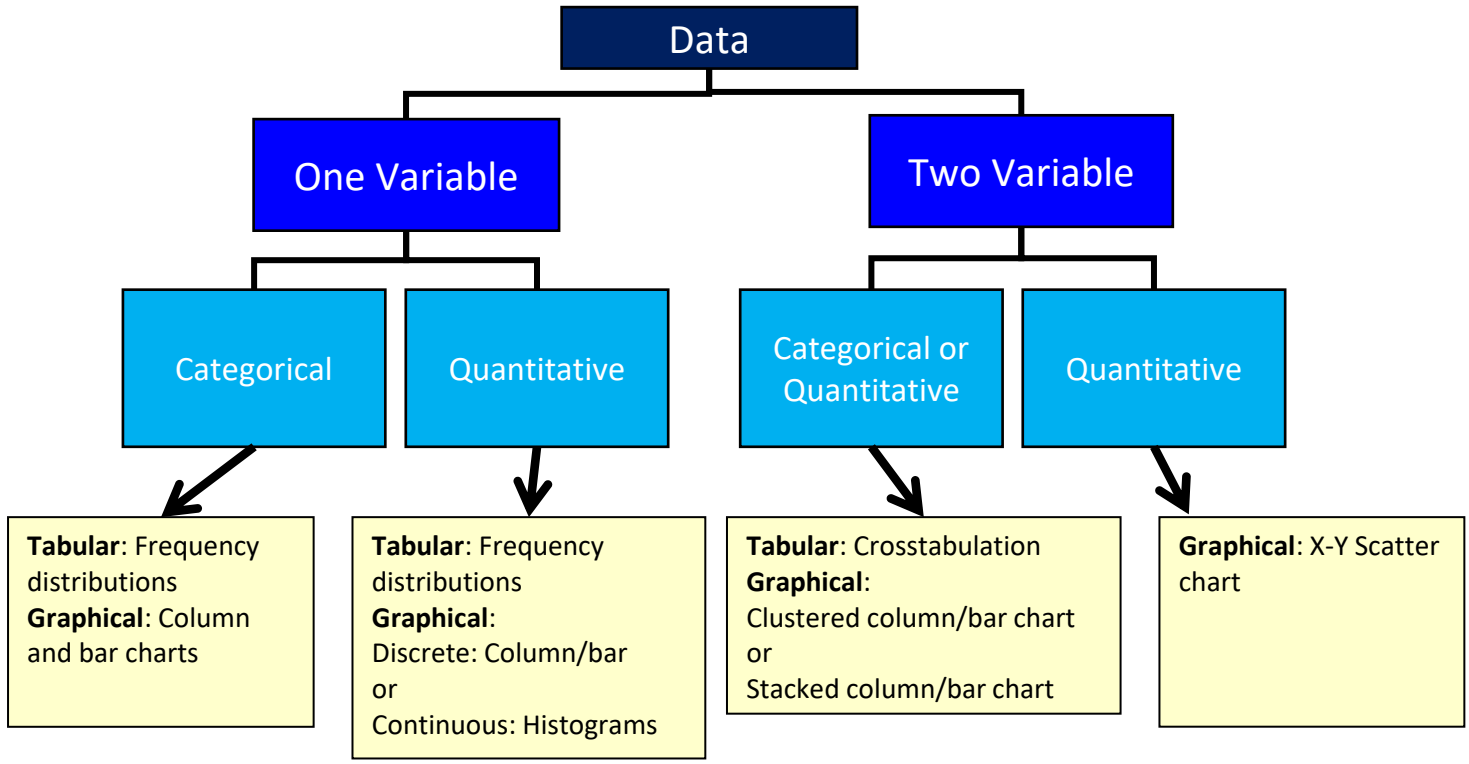 Data
One Variable
Two Variable
Categorical
Quantitative
Categorical or
Quantitative
Quantitative
Tabular: Frequency
distributions
Graphical: Column
and bar charts
Tabular: Frequency
distributions
Graphical:
Discrete: Column/bar
or
Continuous: Histograms
Tabular: Crosstabulation
Graphical:
Clustered column/bar chart
or
Stacked column/bar chart
Graphical: X-Y Scatter
chart